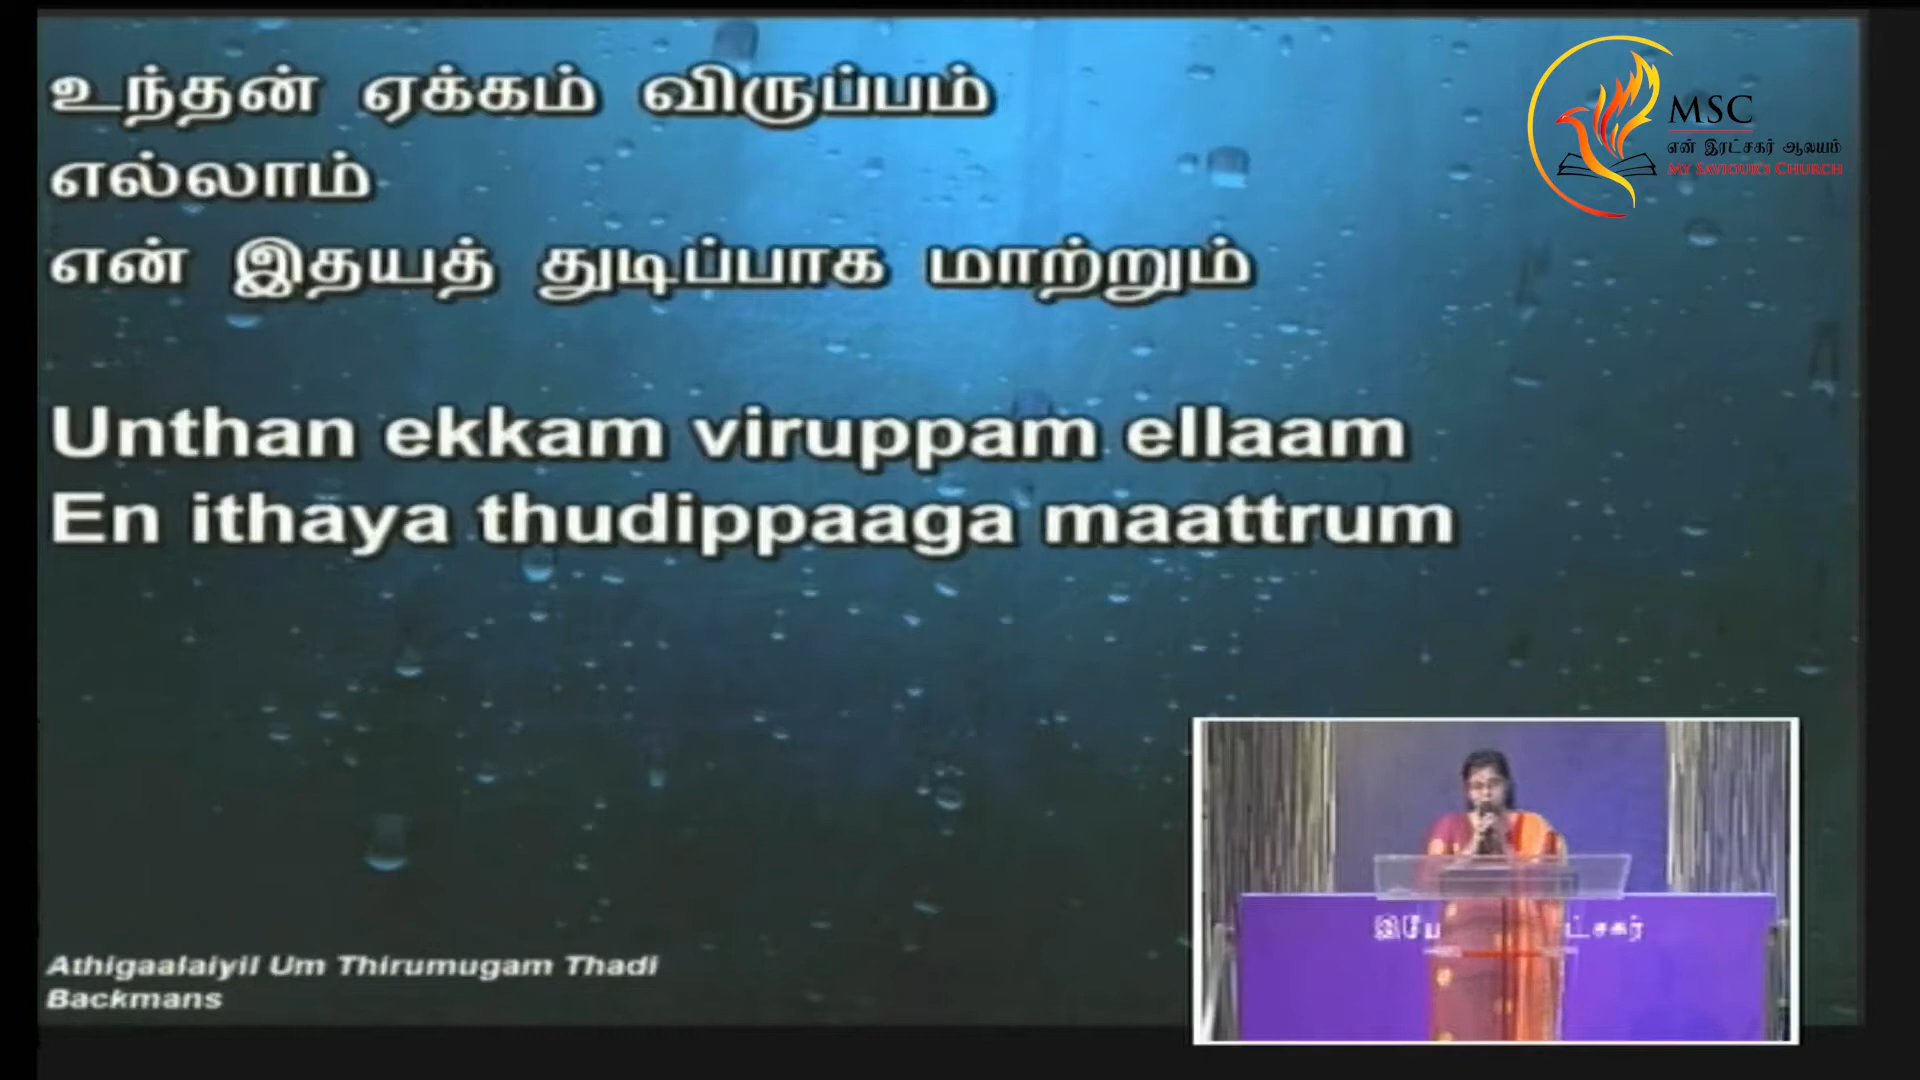 உந்தன் ஏக்கம் விருப்பம்
எல்லாம்
என் இதயத் துடிப்பாக மாற்றும்
Unthan ekkam viruppam ellaam
En ithaya thudippaaga maattrum
Athigaalaiyil Um Thirumugam Thadi
Backmans
MSC
என் இரட்சகர் ஆலயம்
MY SAVIOUR'S CHURCH